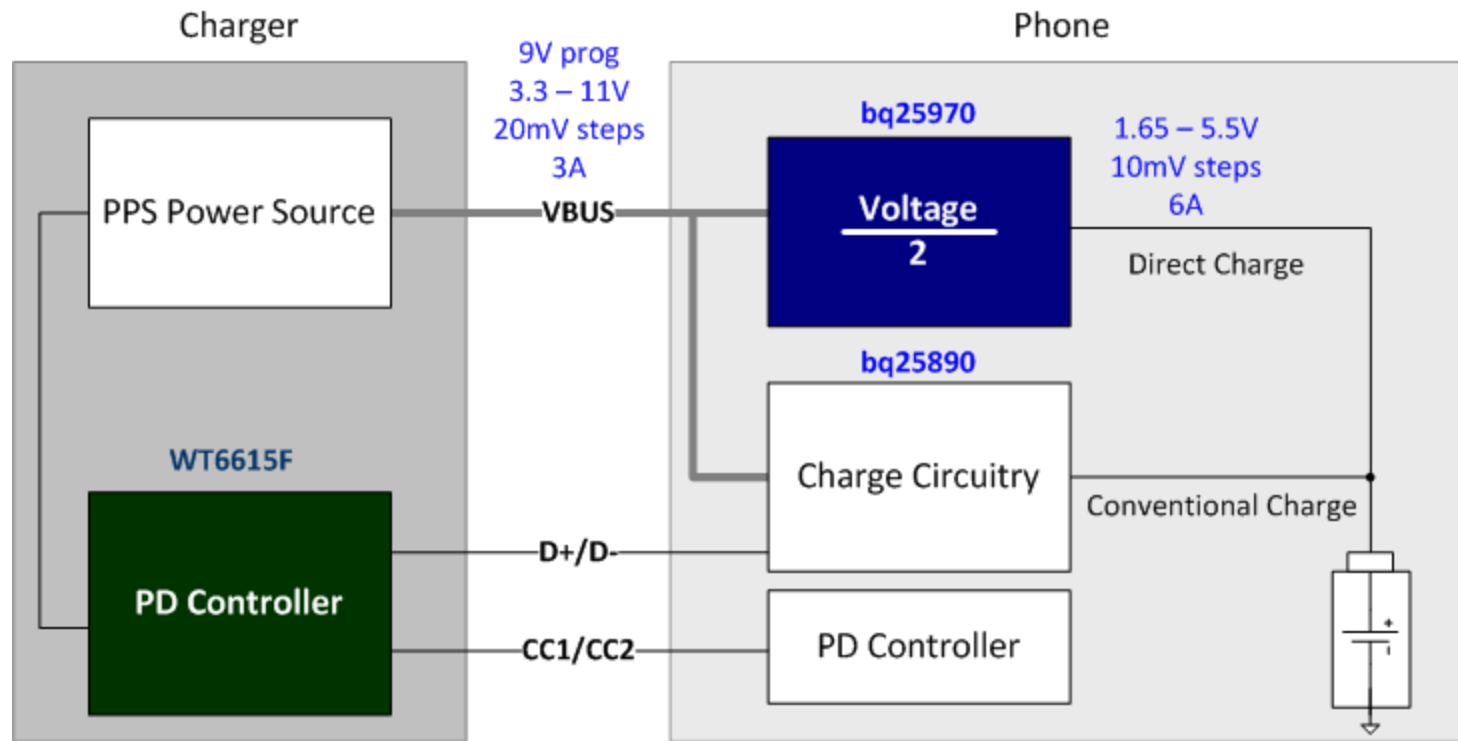 Charger
Phone
9V prog
3.3 – 11V
20mV steps
3A
bq25970
1.65 – 5.5V
10mV steps
6A
PPS Power Source
VBUS
Voltage
2
Direct Charge
bq25890
WT6615F
Charge Circuitry
Conventional Charge
D+/D-
PD Controller
CC1/CC2
PD Controller
+
-